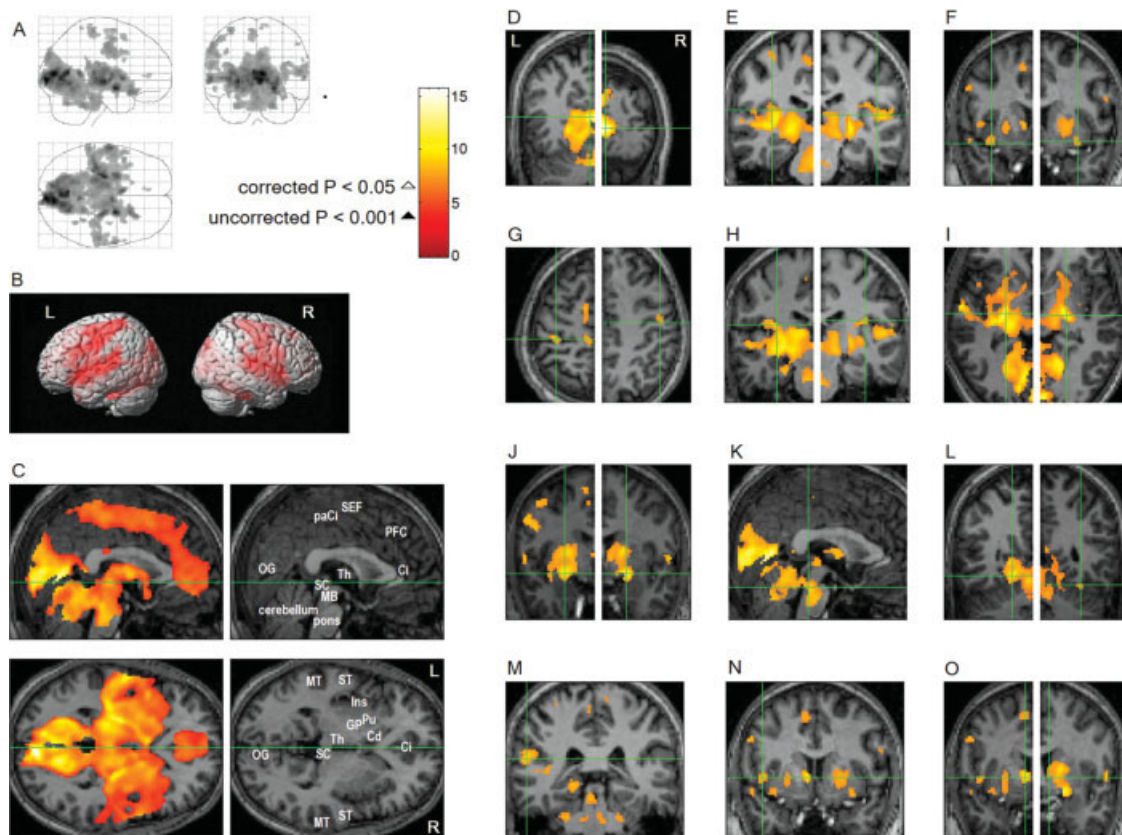 A
15
10
5
0
corrected P < 0.05
uncorrected P < 0.001
B
L
R
C
SEF
paCi
PFC
OG
Th
Ci
SC
MB
cerebellum
pons
L
MT
ST
Ins
GP
Pu
Cd
Th
Ci
OG
SC
MT
ST
R
D
L
R
E
F
G
H
I
J
K
L
M
N
O